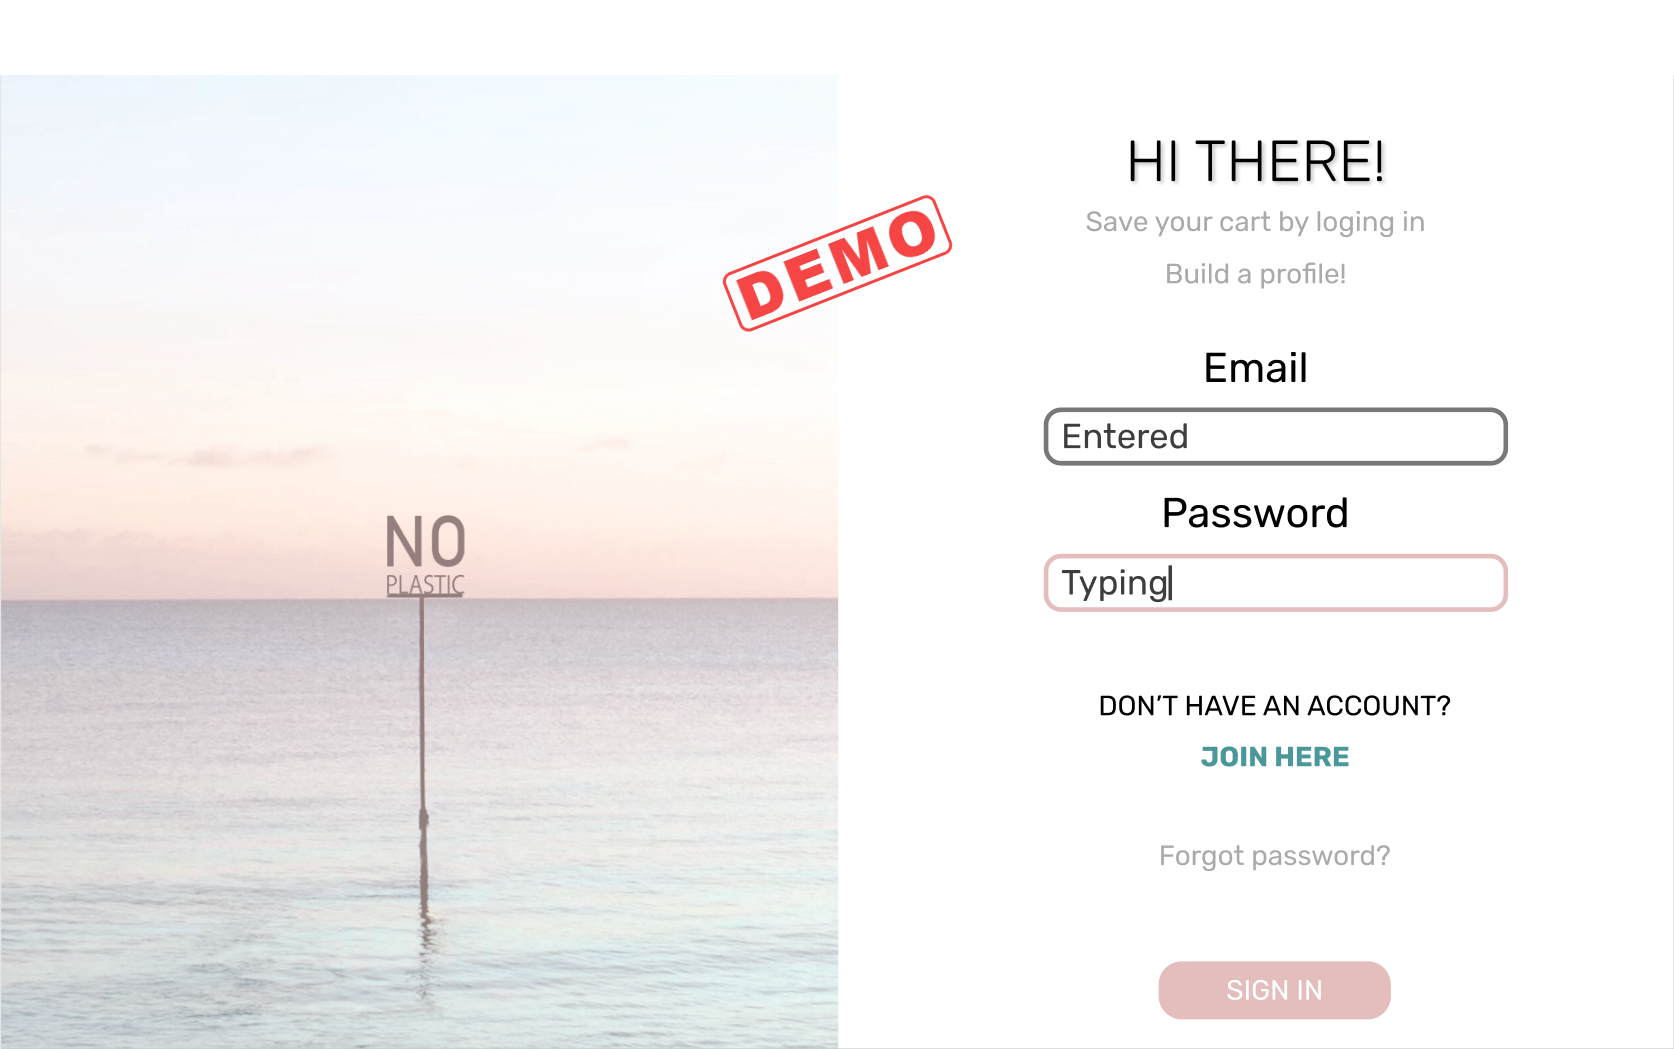 NO
PLASTIC
DEMO
HI THERE!
Save your cart by loging in
Build a profile!
Email
Entered
Password
Typing
DON’T HAVE AN ACCOUNT?
JOIN HERE
Forgot password?
SIGN IN